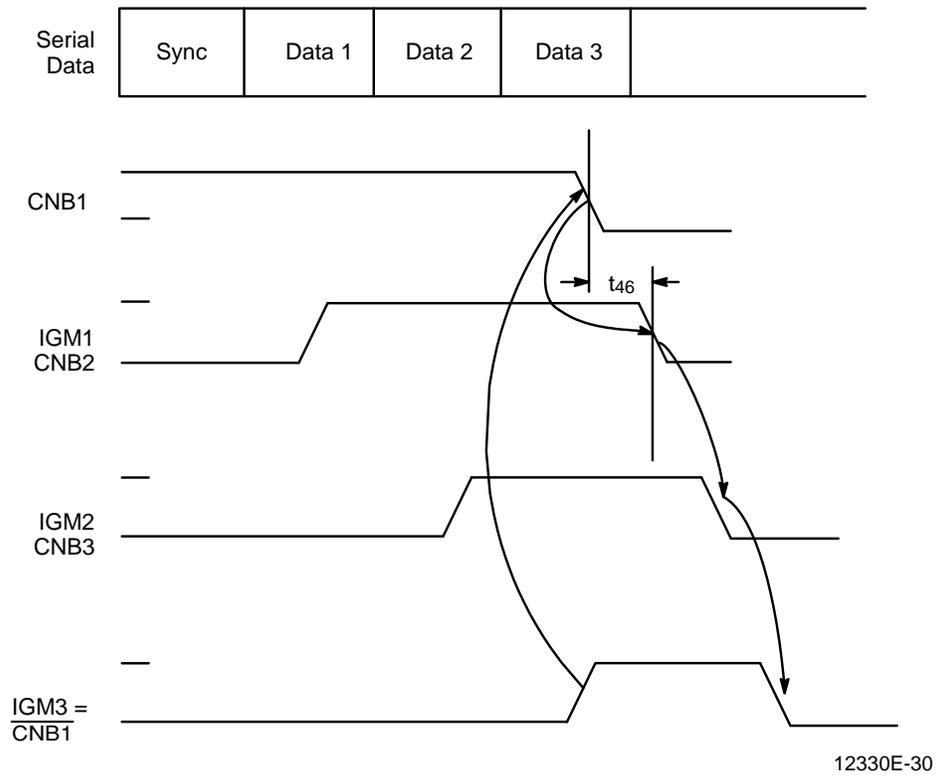 Serial
Data
Sync
Data 1
Data 2
Data 3
CNB1
t46
IGM1
CNB2
IGM2
CNB3
IGM3 =
CNB1
12330E-30